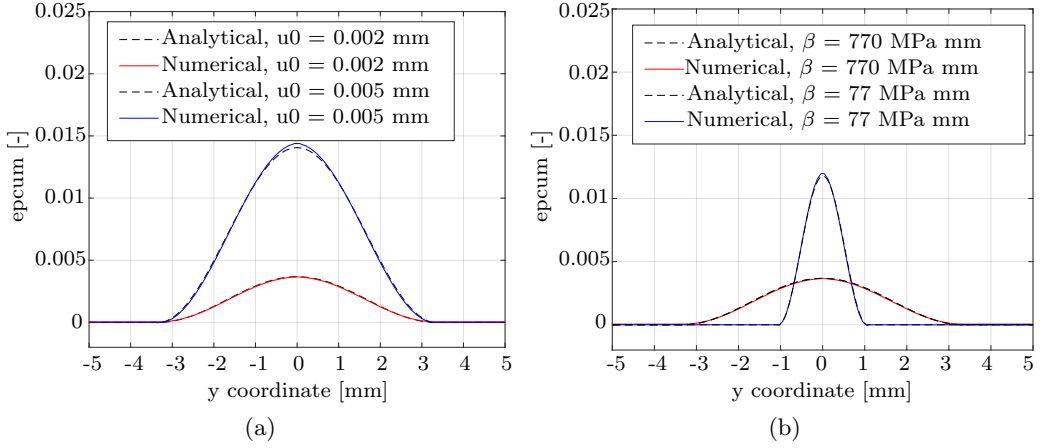 0.025
0.02
0.015
0.01
0.005
0
epcum [-]
Analytical, u0 = 0.002 mm
Numerical, u0 = 0.002 mm
Analytical, u0 = 0.005 mm
Numerical, u0 = 0.005 mm
-5 -4 -3 -2 -1 0 1 2 3 4 5
y coordinate [mm]
(a)
0.025
0.02
0.015
0.01
0.005
0
epcum [-]
Analytical, β = 770 MPa mm
Numerical, β = 770 MPa mm
Analytical, β = 77 MPa mm
Numerical, β = 77 MPa mm
-5 -4 -3 -2 -1 0 1 2 3 4 5
y coordinate [mm]
(b)